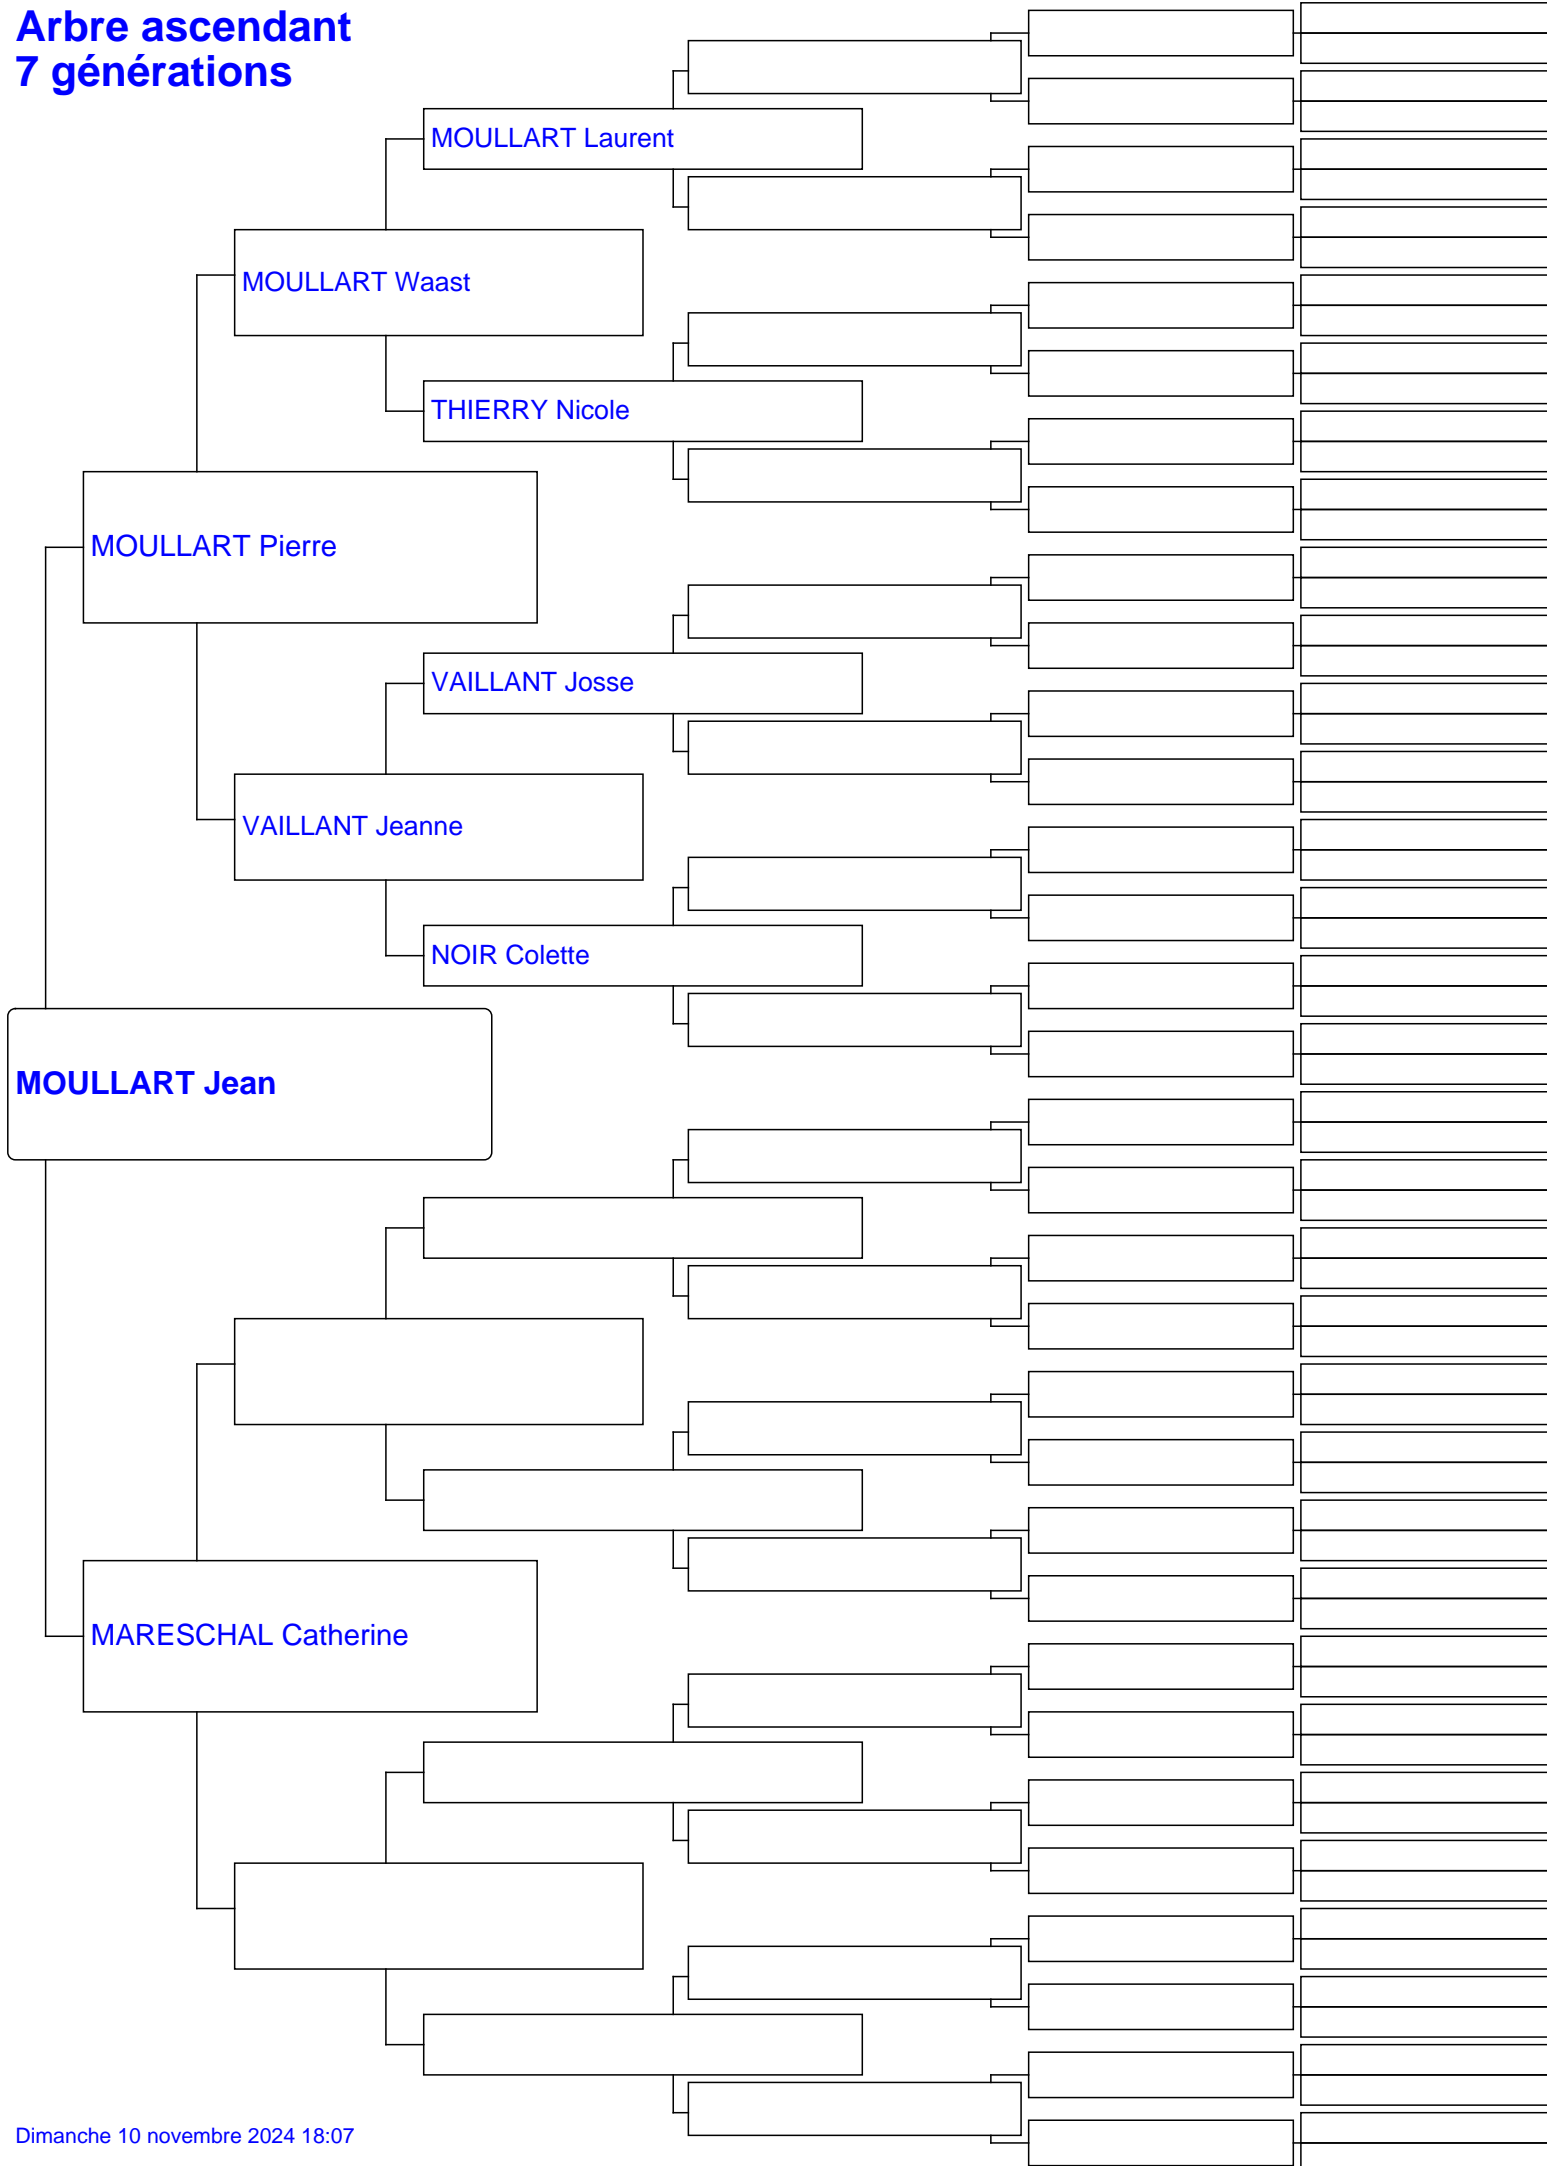 Arbre ascendant
7 générations
MOULLART Laurent
MOULLART Waast
THIERRY Nicole
MOULLART Pierre
VAILLANT Josse
VAILLANT Jeanne
NOIR Colette
MOULLART Jean
MARESCHAL Catherine
Dimanche 10 novembre 2024 18:07